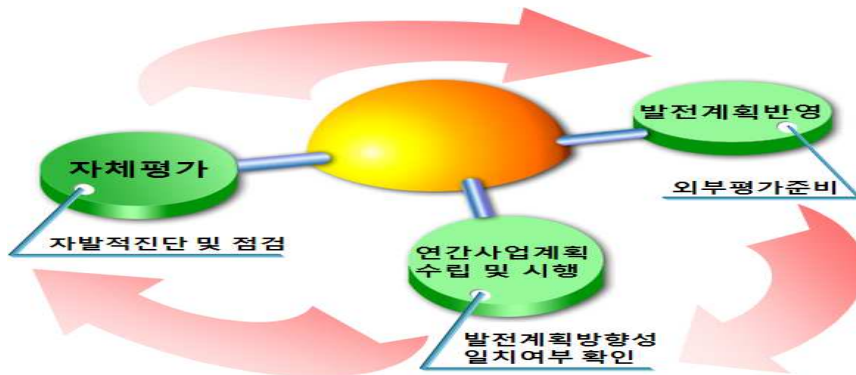 발전계획반영
자체평가
외부평가준비
자발적진단 및 점검
연간사업계획
수립 및 시행
발전계획방향성
일치여부 확인